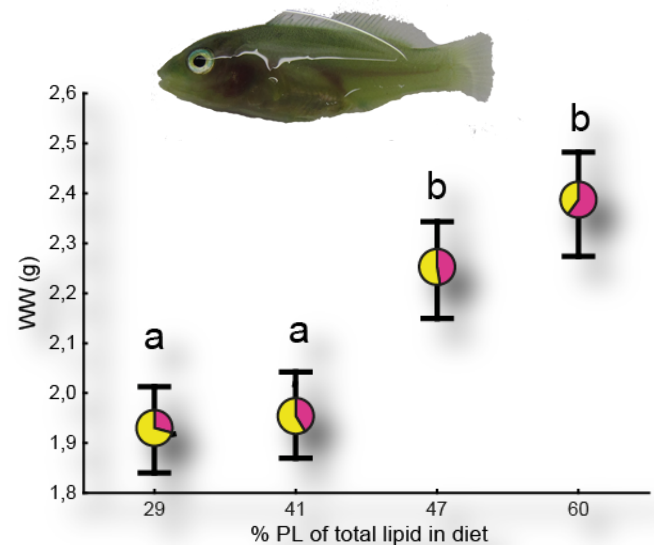 2,6
2,5
b
2,4
b
2,3
WW (g)
2,2
2,1
a
a
2,0
1,9
1,8
29
41
47
60
% PL of total lipid in diet